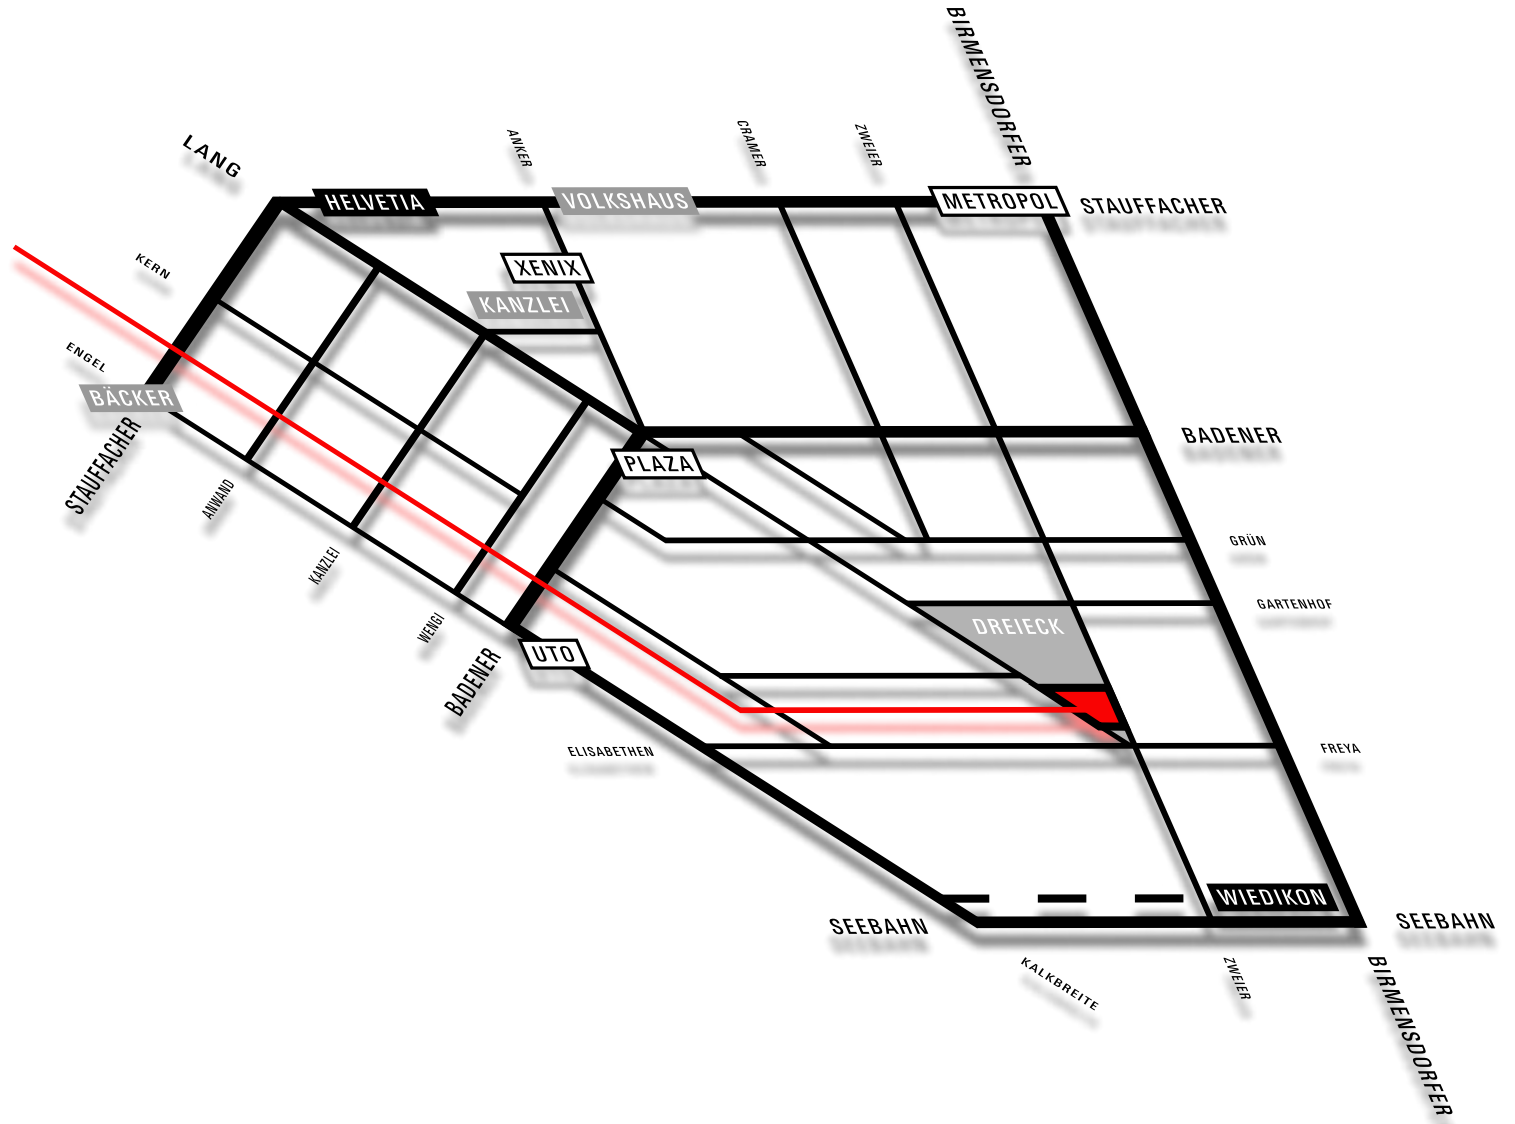 BIRMENSDORFER
LANG
ANKER
CRAMER
ZWEIER
HELVETIA
VOLKSHAUS
METROPOL
STAUFFACHER
KERN
XENIX
KANZLEI
ENGEL
BÄCKER
STAUFFACHER
PLAZA
BADENER
ANWAND
KANZLEI
GRÜN
WENGI
DREIECK
GARTENHOF
UTO
BADENER
ELISABETHEN
FREYA
WIEDIKON
SEEBAHN
SEEBAHN
KALKBREITE
ZWEIER
BIRMENSDORFER